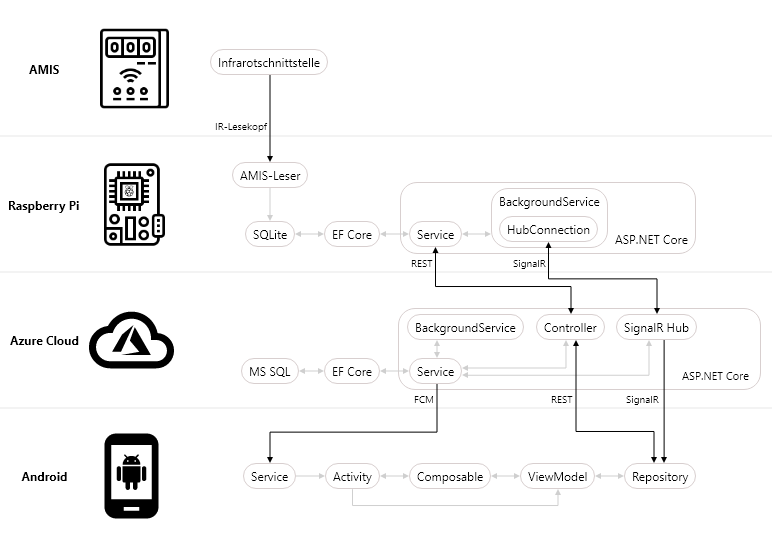 AMIS
000
Infrarotschnittstelle
IR-Lesekopf
Raspberry Pi
AMIS-Leser
SQLite
EF Core
Service
BackgroundService
HubConnection
ASP.NET Core
REST
SignalR
Azure Cloud
BackgroundService
Controller
SignalR Hub
MS SQL
EF Core
Service
ASP.NET Core
FCM
REST
SignalR
Android
Service
Activity
Composable
ViewModel
Repository